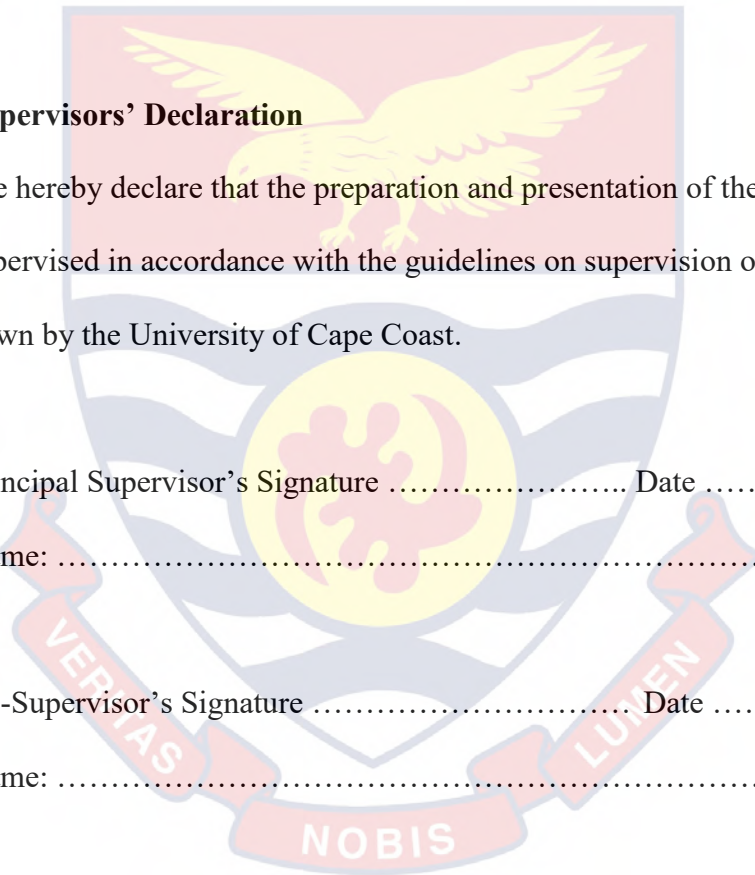 pervisors’ Declaration
e hereby declare that the preparation and presentation of the
pervised in accordance with the guidelines on supervision o
wn by the University of Cape Coast.
ncipal Supervisor’s Signature ………………….. Date …..
me: ……………………………………………………………
-Supervisor’s Signature …………………………. Date …..
me: ……………………………………………………………
VERITAS
NOBIS
LUMEN